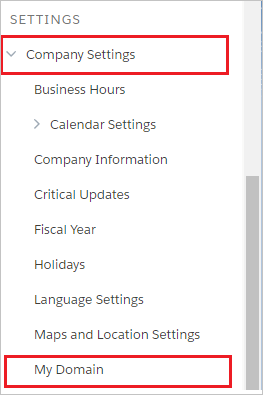 SETTINGS
Company Settings
Business Hours
Calendar Settings
Company Information
Critical Updates
Fiscal Year
Holidays
Language Settings
Maps and Location Settings
My Domain